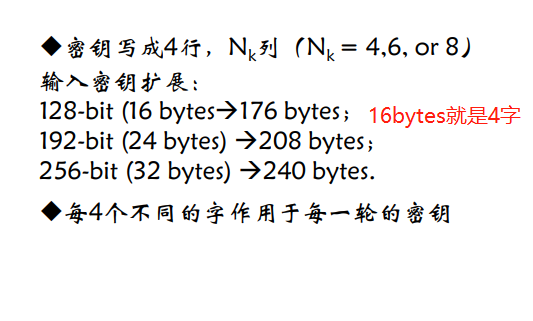 ◆密钥写成4行，Nk列（Nk = 4,6, or 8）
输入密钥扩展：
128-bit (16 bytes→176 bytes； 16bytes就是4字
192-bit (24 bytes) →208 bytes；
256-bit (32 bytes) →240 bytes.
◆每4个不同的字作用于每一轮的密钥